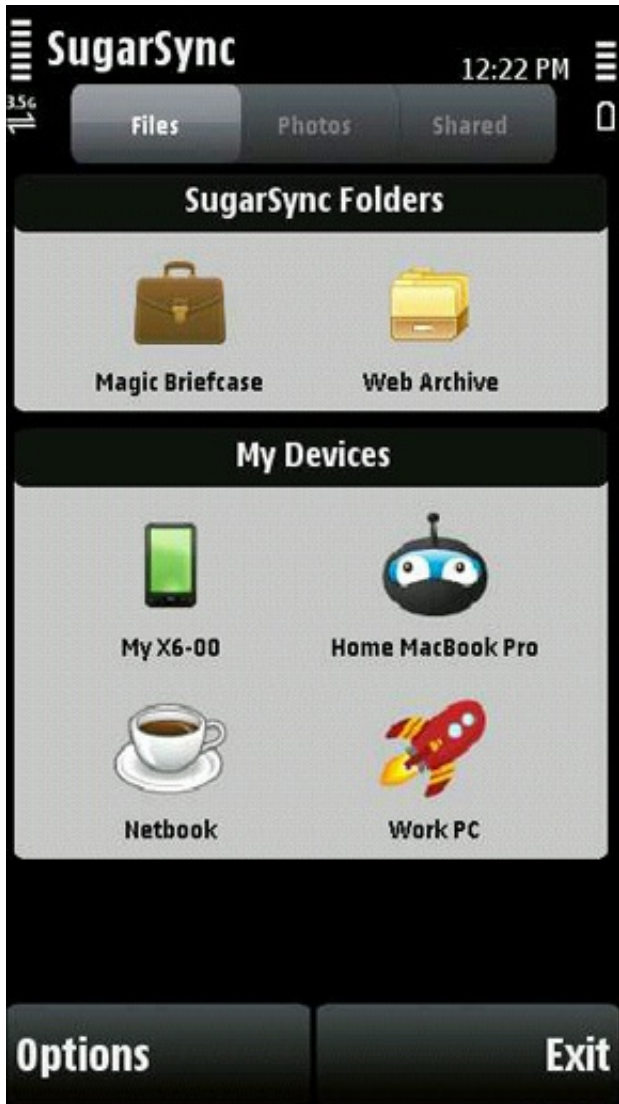 SugarSync
12:22 PM
3.5G
Files Photos Shared
SugarSync Folders
Magic Briefcase Web Archive
My Devices
My X6-00 Home MacBook Pro
Netbook Work PC
Options Exit